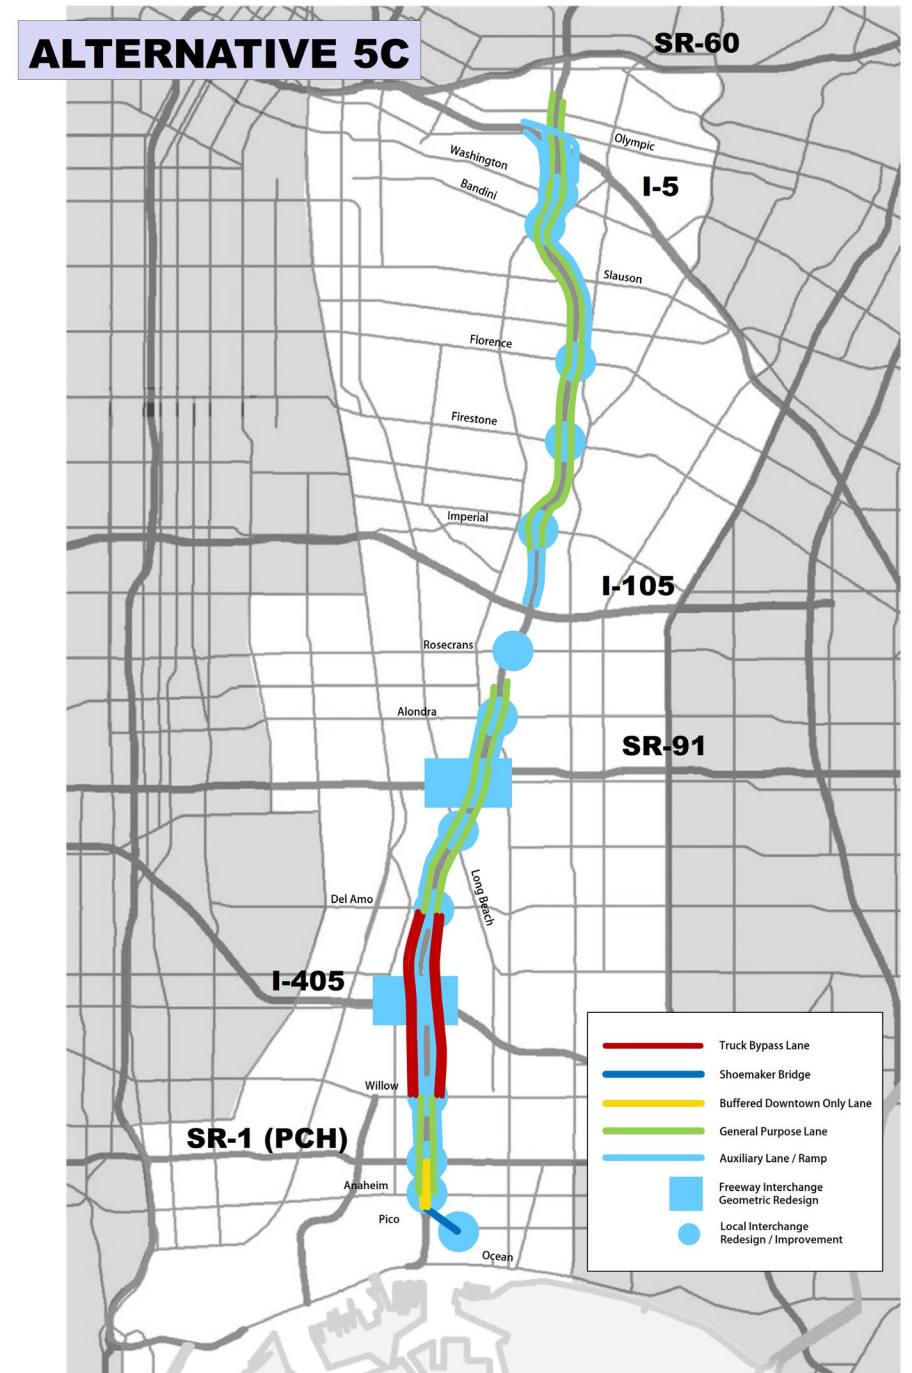 ALTERNATIVE 5C
SR-60
Olympic
Washington
I-5
Bandini
Slauson
Florence
Firestone
Imperial
I-105
Rosecrans
Alondra
SR-91
Long Beach
Del Amo
I-405
Willow
SR-1 (PCH)
Anaheim
Pico
Ocean
Truck Bypass Lane
Shoemaker Bridge
Buffered Downtown Only Lane
General Purpose Lane
Auxiliary Lane / Ramp
Freeway Interchange
Geometric Redesign
Local Interchange
Redesign / Improvement